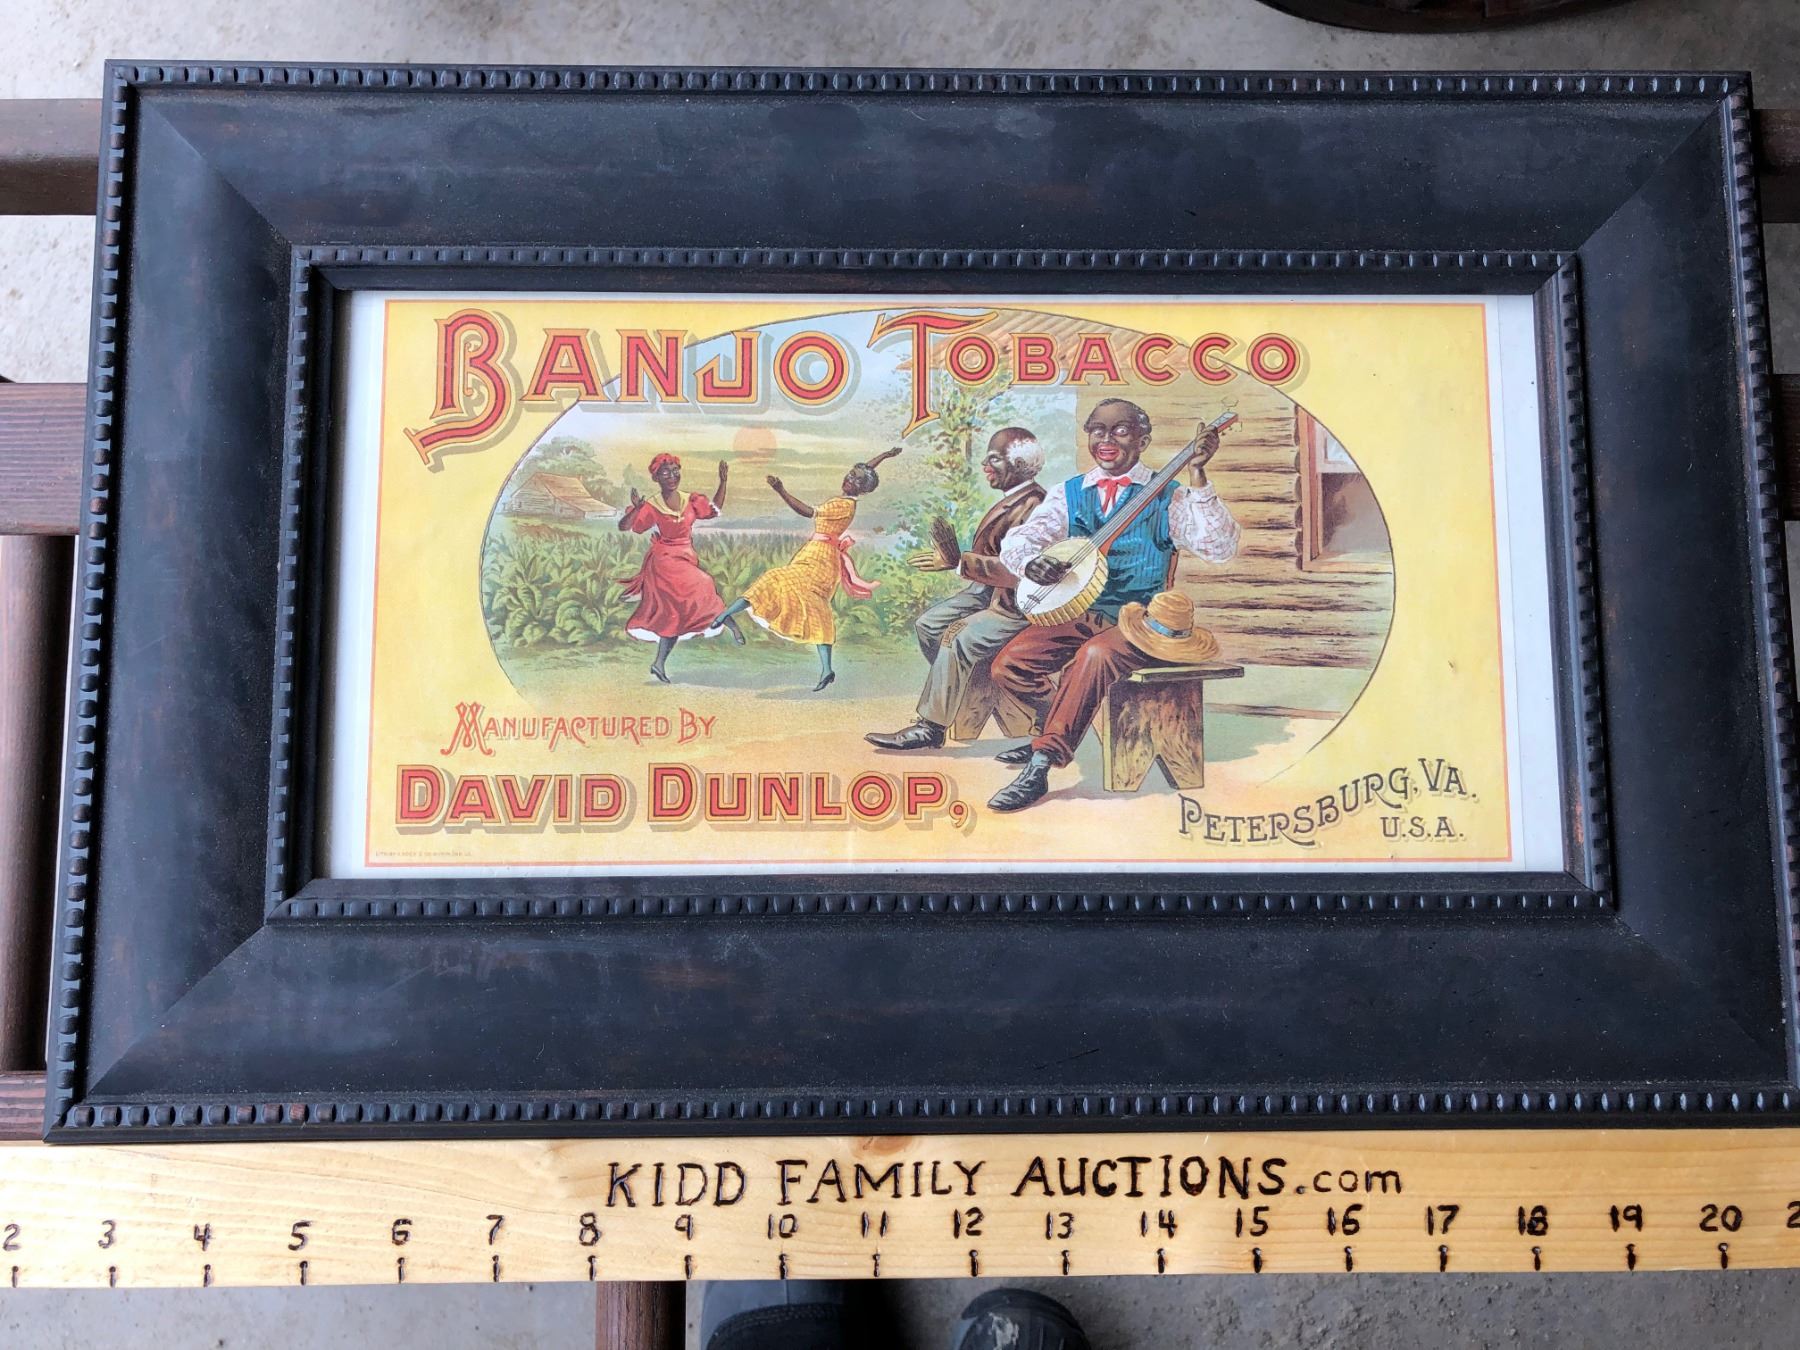 BANJO TOBACCO
MANUFACTURED BY
DAVID DUNLOP,
PETERSBURG, VA.
U.S.A.
KIDD FAMILY AUCTIONS.com
2 3 4 5 6 7 8 9 10 11 12 13 14 15 16 17 18 19 20 2